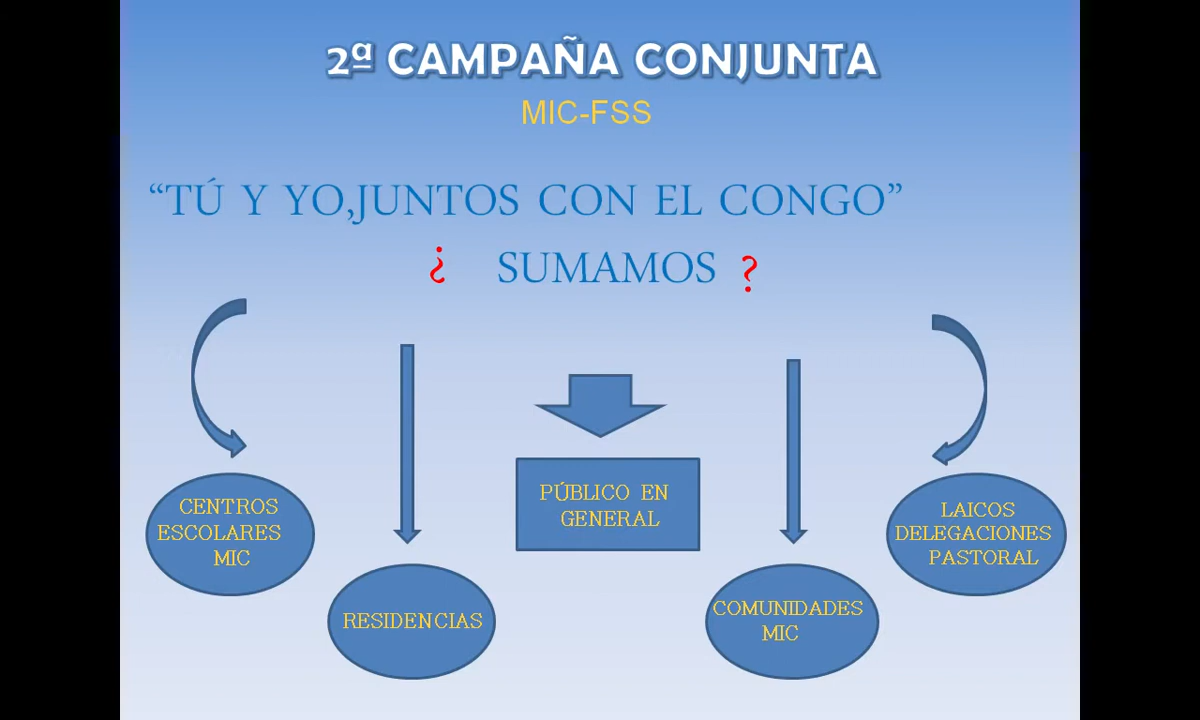 2ª CAMPAÑA CONJUNTA
MIC-FSS
“TÚ Y YO,JUNTOS CON EL CONGO”
¿ SUMAMOS ?
CENTROS
ESCOLARES
MIC
RESIDENCIAS
PÚBLICO EN
GENERAL
COMUNIDADES
MIC
LAICOS
DELEGACIONES
PASTORAL